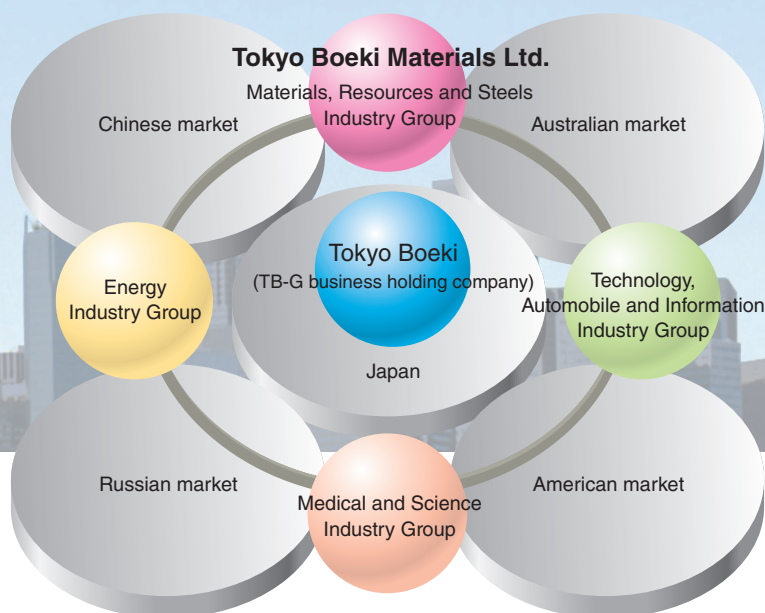 Tokyo Boeki Materials Ltd.
Materials, Resources and Steels
Industry Group
Chinese market
Australian market
Tokyo Boeki
(TB-G business holding company)
Energy
Industry Group
Technology,
Automobile and Information
Industry Group
Japan
Russian market
American market
Medical and Science
Industry Group